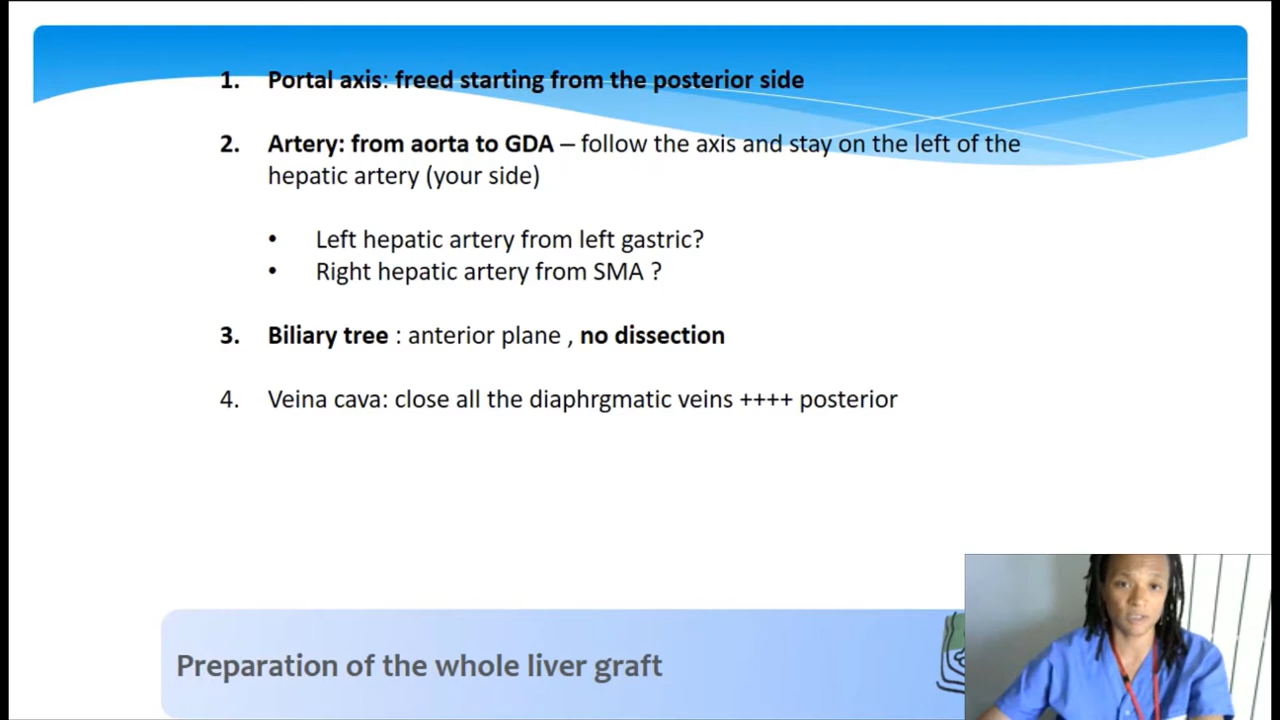 1. Portal axis: freed starting from the posterior side
2. Artery: from aorta to GDA – follow the axis and stay on the left of the
hepatic artery (your side)
• Left hepatic artery from left gastric?
• Right hepatic artery from SMA ?
3. Biliary tree : anterior plane , no dissection
4. Veina cava: close all the diaphrgmatic veins ++++ posterior
Preparation of the whole liver graft